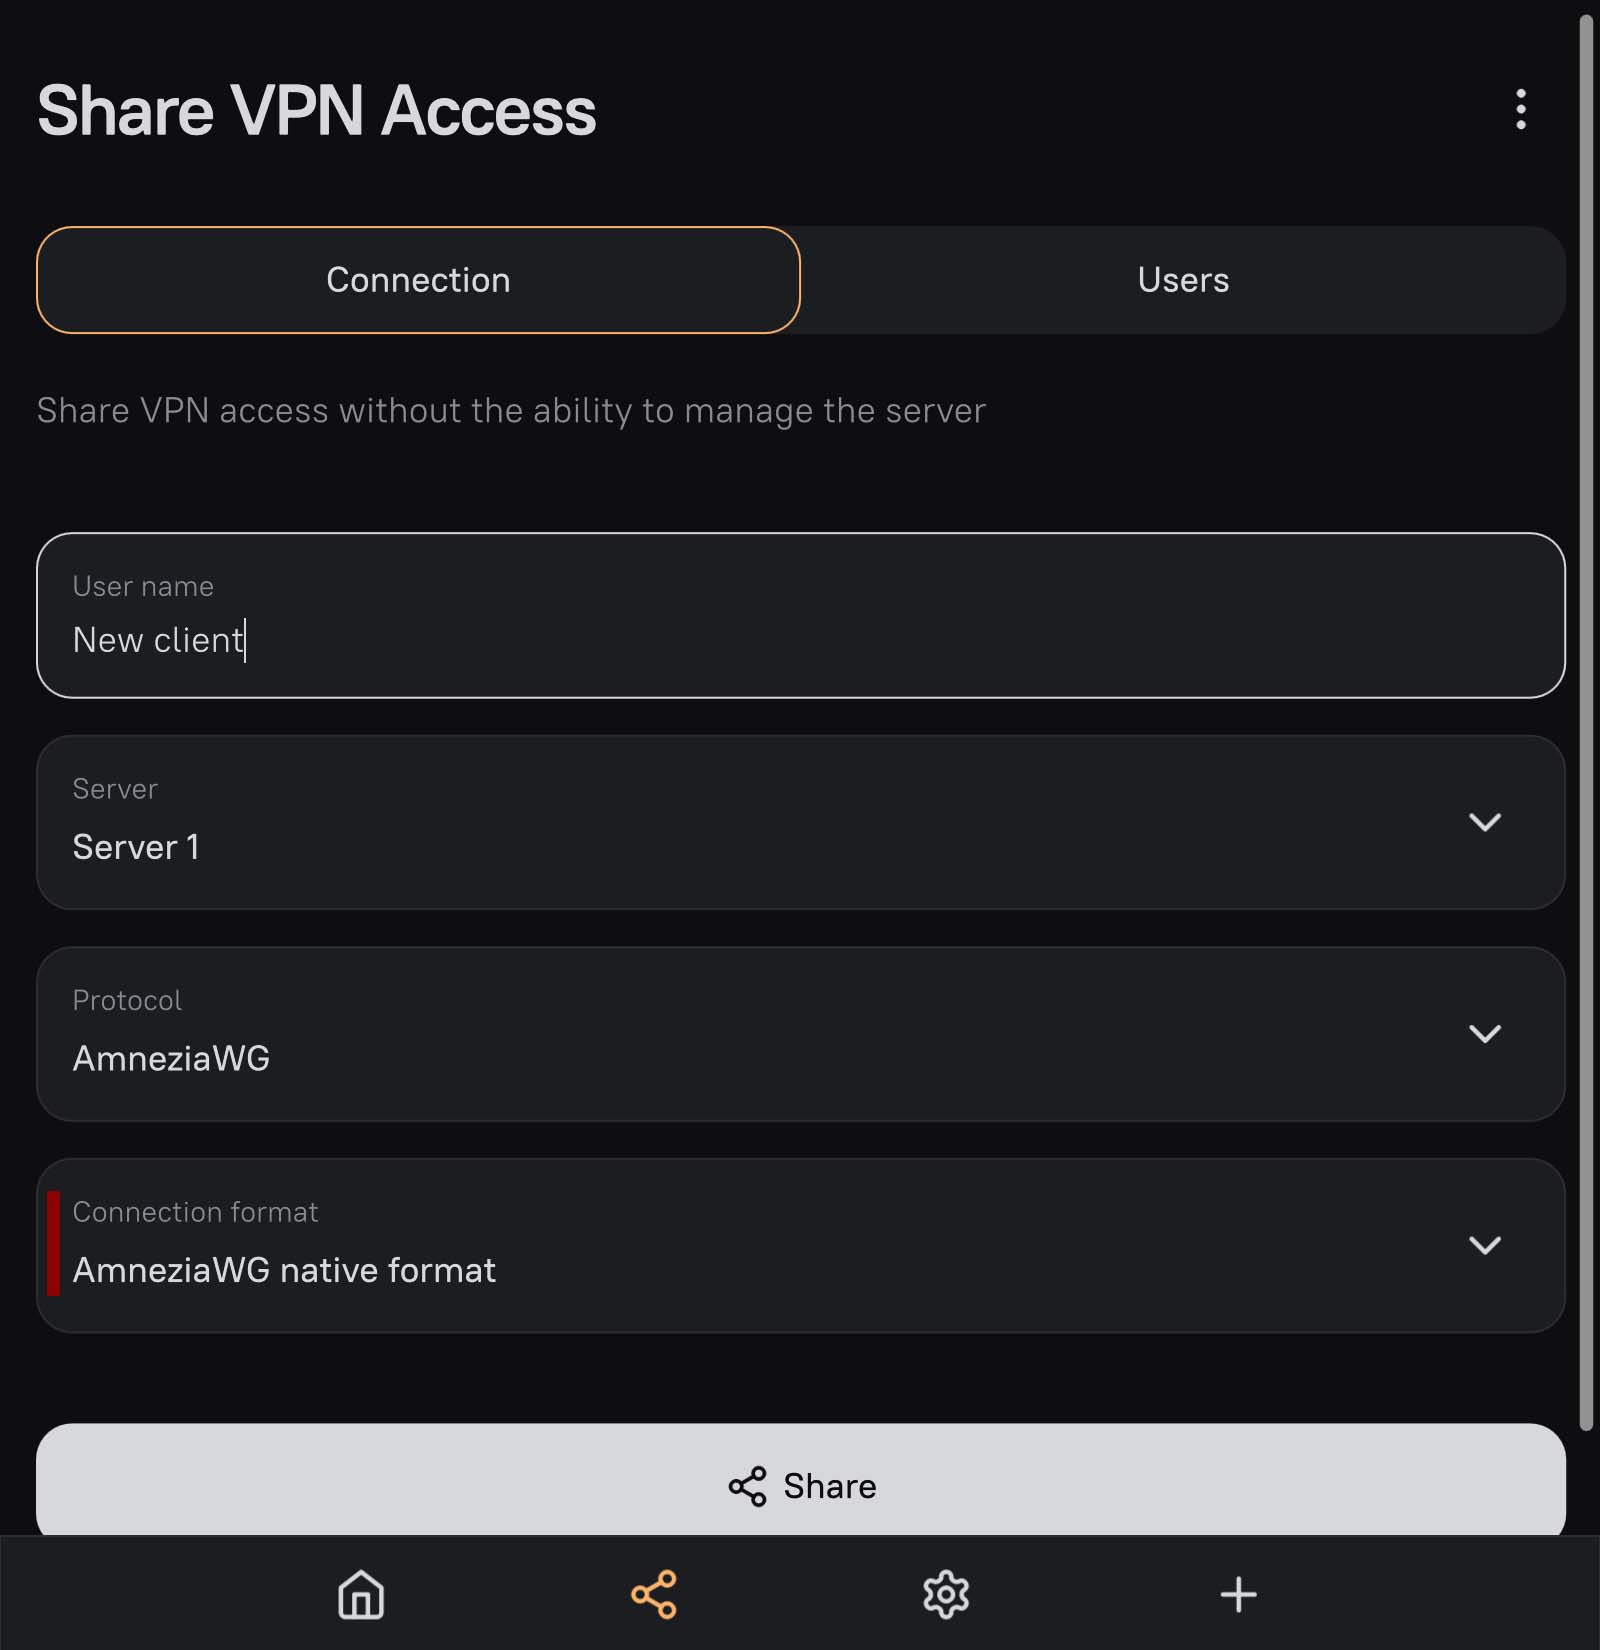 Share VPN Access
Connection
Users
Share VPN access without the ability to manage the server
User name
New client
Server
Server 1
Protocol
AmneziaWG
Connection format
AmneziaWG native format
Share